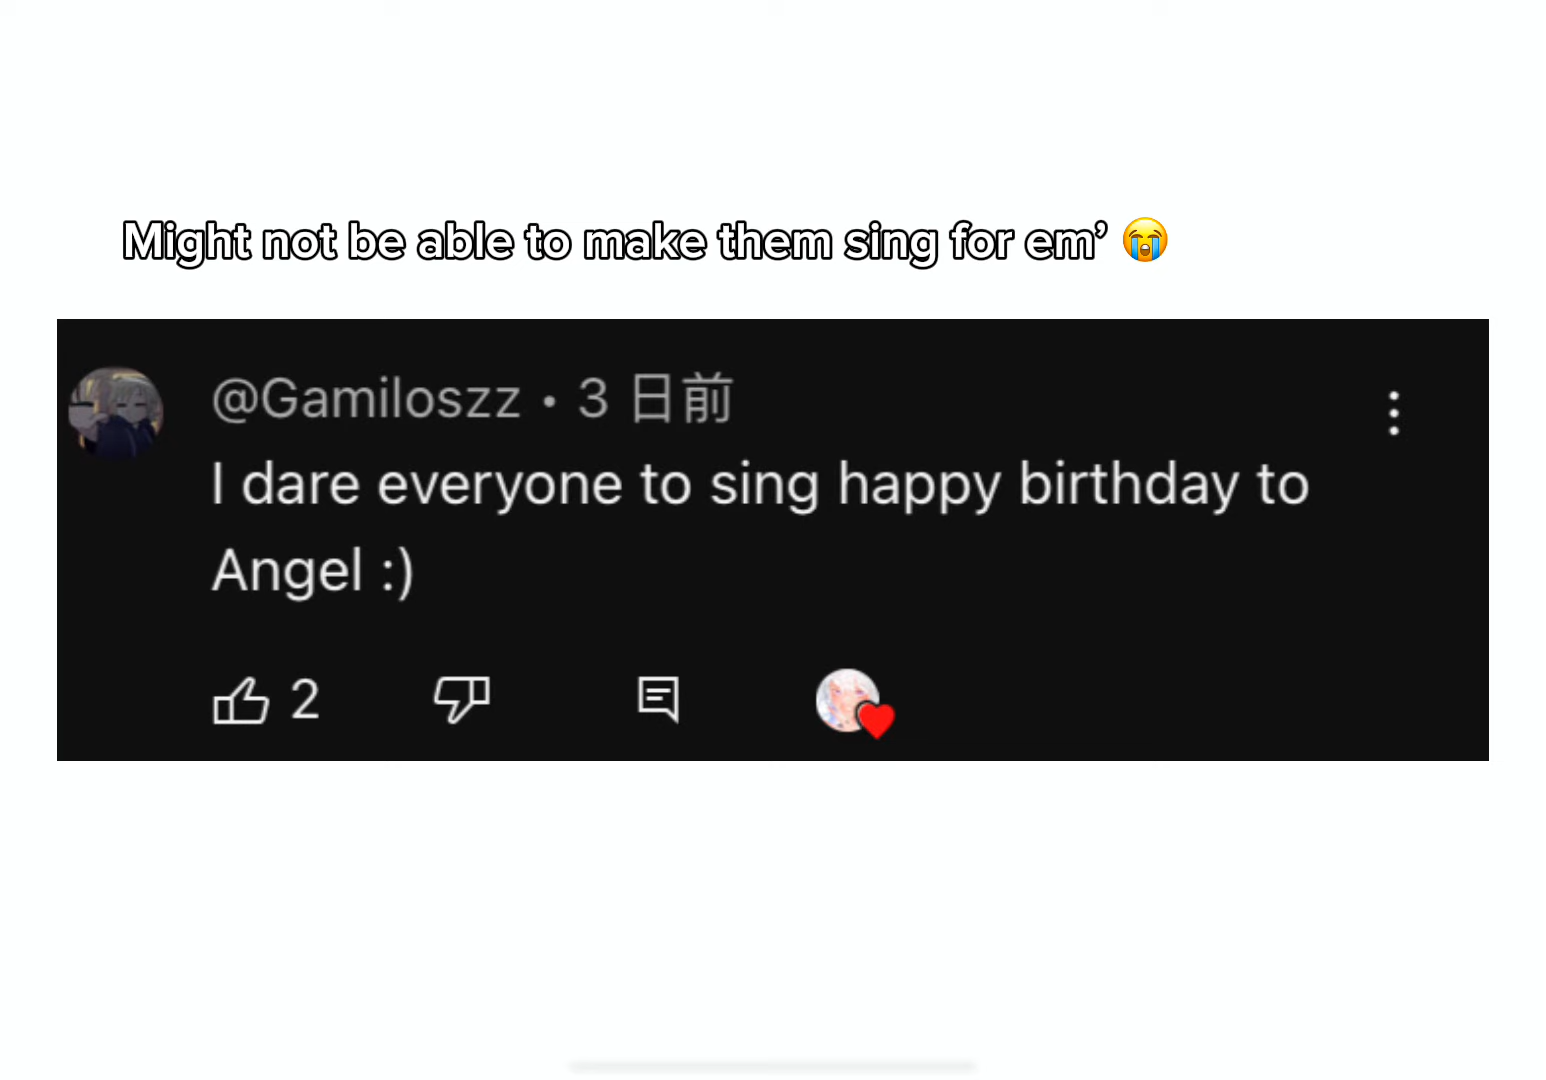 Might not be able to make them sing for em’ 😭
@Gamiloszz • 3 日前
I dare everyone to sing happy birthday to
Angel :)
2